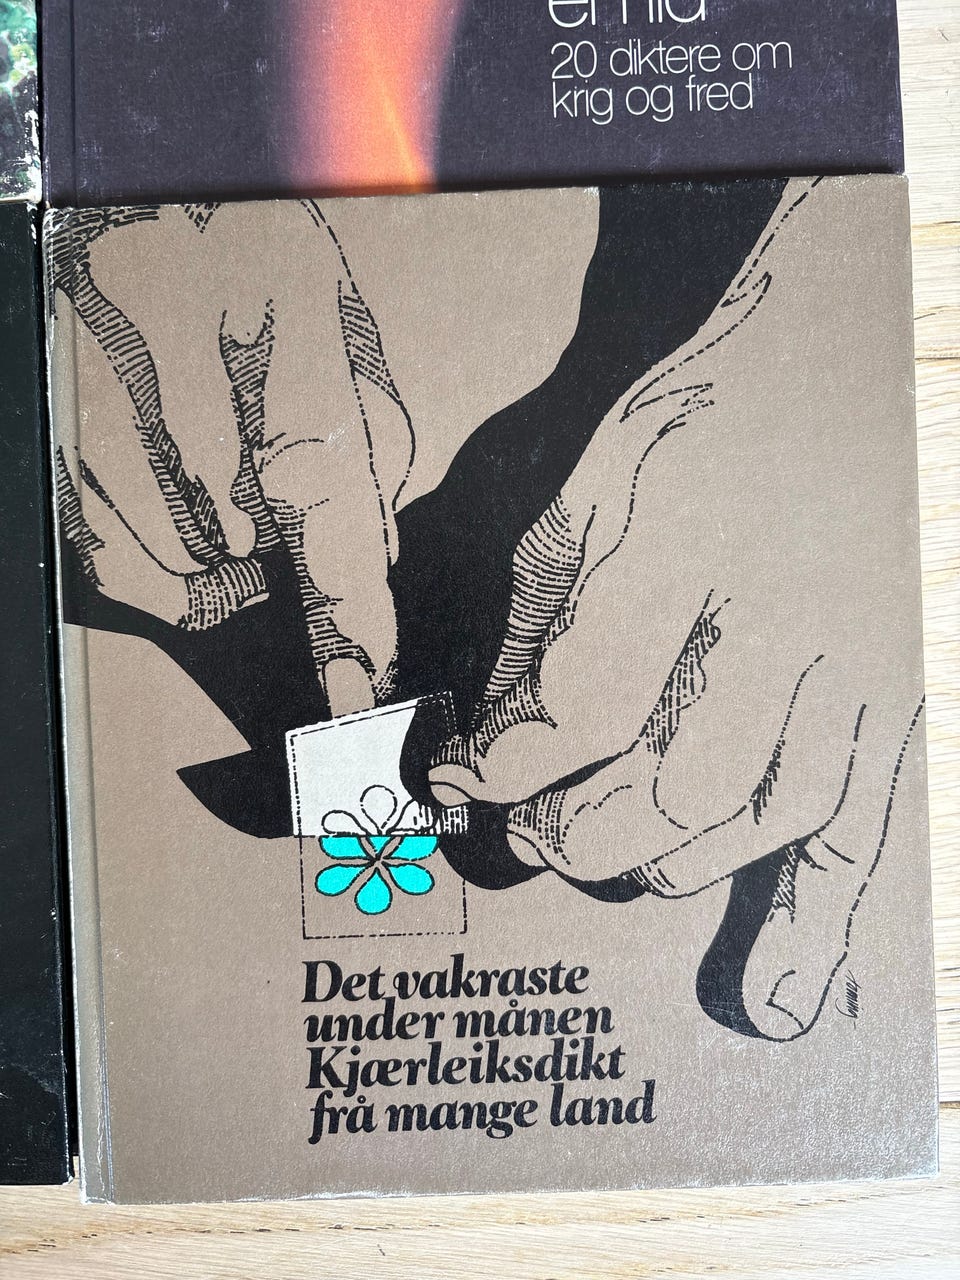 20 diktere om
krig og fred
Det vakraste
under månen
Kjærleiksdikt
frå mange land